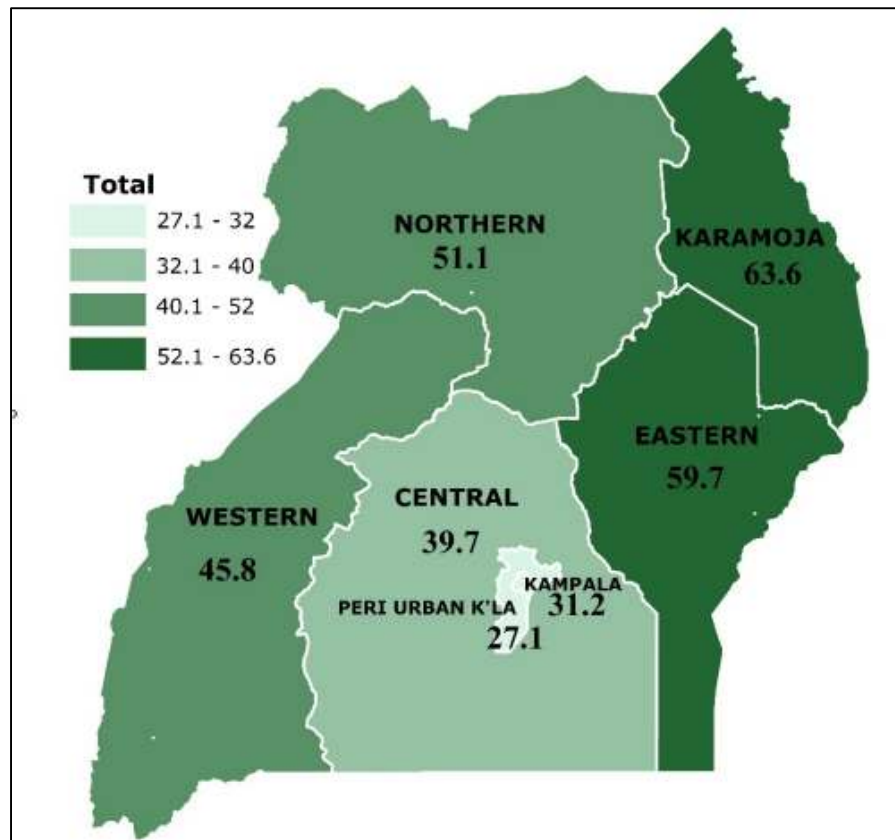 Total
27.1 - 32
32.1 - 40
40.1 - 52
52.1 - 63.6
NORTHERN
51.1
KARAMOJA
63.6
EASTERN
59.7
CENTRAL
39.7
WESTERN
45.8
KAMPALA
31.2
PERI URBAN K'LA
27.1